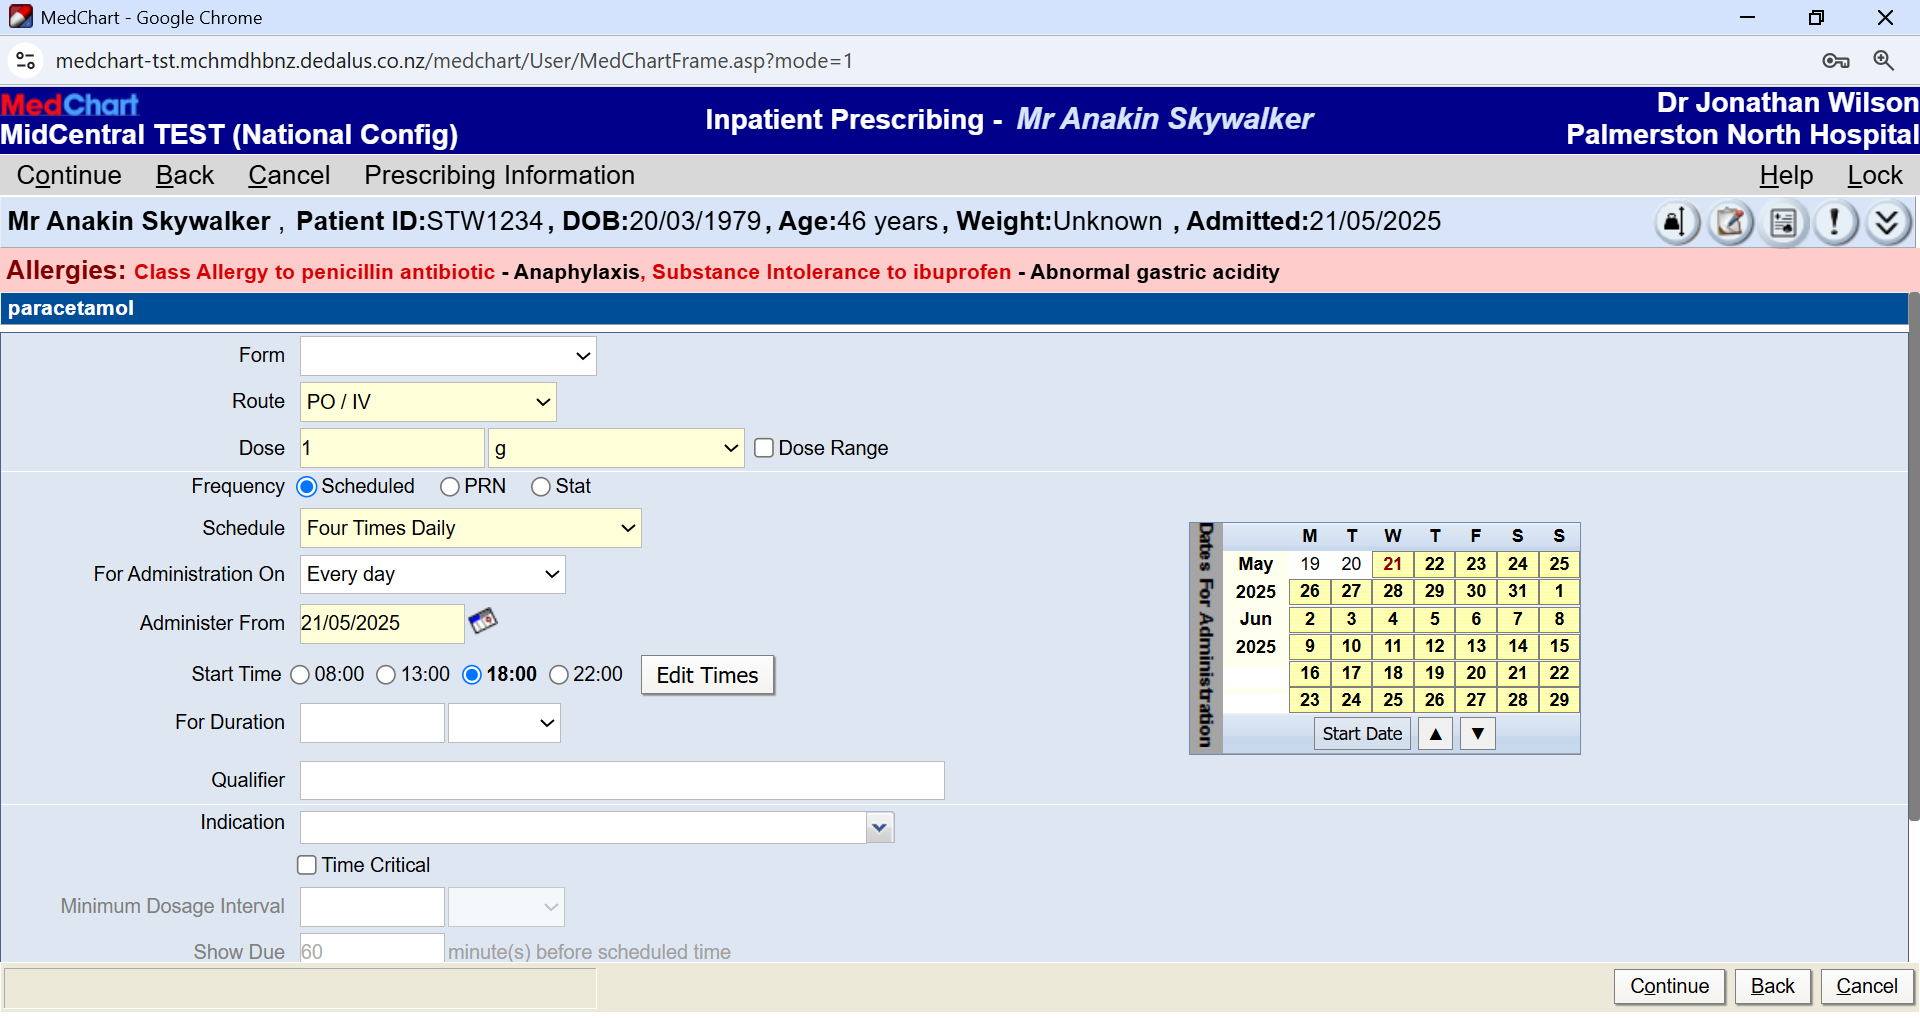 MedChart - Google Chrome
medchart-tst.mchmdhbnz.dedalus.co.nz/medchart/User/MedChartFrame.asp?mode=1
MedChart
MidCentral TEST (National Config)
Inpatient Prescribing - Mr Anakin Skywalker
Dr Jonathan Wilson
Palmerston North Hospital
Continue Back Cancel Prescribing Information Help Lock
Mr Anakin Skywalker , Patient ID:STW1234, DOB:20/03/1979, Age:46 years, Weight:Unknown , Admitted:21/05/2025
Allergies: Class Allergy to penicillin antibiotic - Anaphylaxis, Substance Intolerance to ibuprofen - Abnormal gastric acidity
paracetamol
Form
Route PO / IV
Dose 1 g Dose Range
Frequency Scheduled PRN Stat
Schedule Four Times Daily
For Administration On Every day
Administer From 21/05/2025
Start Time 08:00 13:00 18:00 22:00 Edit Times
For Duration
Qualifier
Indication
Time Critical
Minimum Dosage Interval
Show Due 60 minute(s) before scheduled time
Dates For Administration
M T W T F S S
May 19 20 21 22 23 24 25
2025 26 27 28 29 30 31 1
Jun 2 3 4 5 6 7 8
2025 9 10 11 12 13 14 15
16 17 18 19 20 21 22
23 24 25 26 27 28 29
Start Date ▲ ▼
Continue Back Cancel